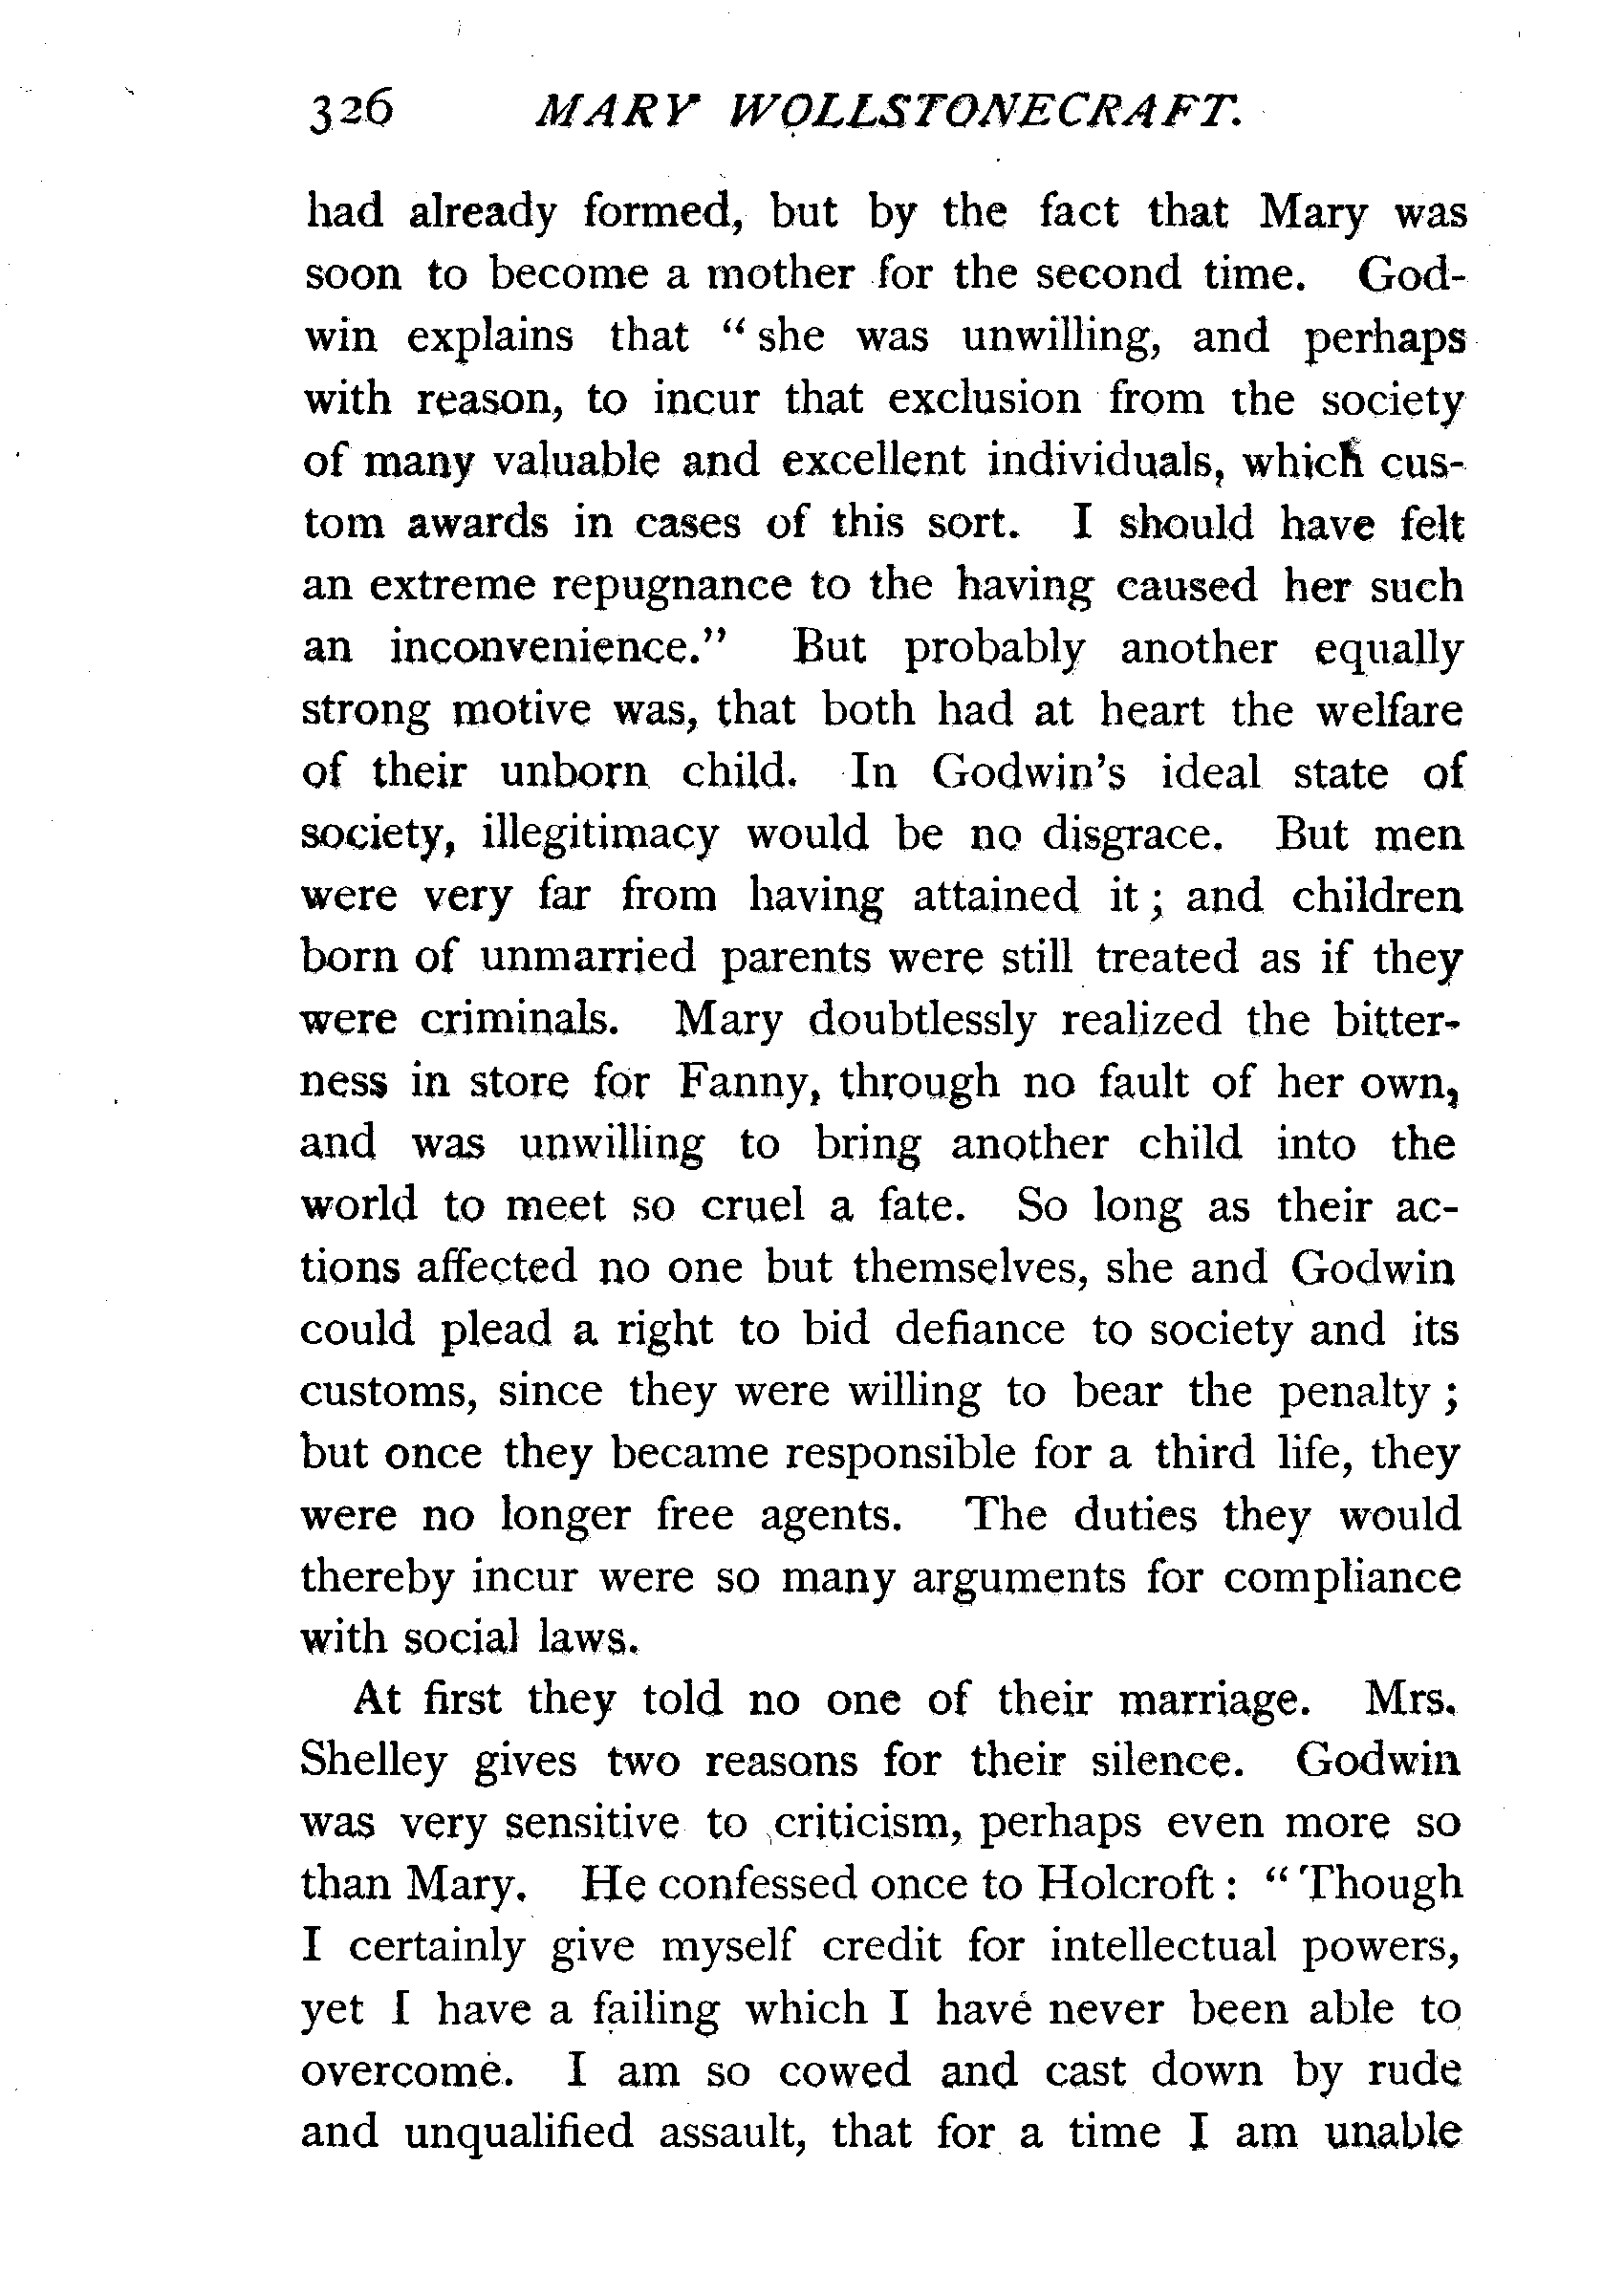 326 MARY WOLLSTONECRAFT.
had already formed, but by the fact that Mary was
soon to become a mother for the second time. God-
win explains that “ she was unwilling, and perhaps
with reason, to incur that exclusion from the society
of many valuable and excellent individuals, which cus-
tom awards in cases of this sort. I should have felt
an extreme repugnance to the having caused her such
an inconvenience.” But probably another equally
strong motive was, that both had at heart the welfare
of their unborn child. In Godwin's ideal state of
society, illegitimacy would be no disgrace. But men
were very far from having attained it ; and children
born of unmarried parents were still treated as if they
were criminals. Mary doubtlessly realized the bitter-
ness in store for Fanny, through no fault of her own,
and was unwilling to bring another child into the
world to meet so cruel a fate. So long as their ac-
tions affected no one but themselves, she and Godwin
could plead a right to bid defiance to society and its
customs, since they were willing to bear the penalty ;
but once they became responsible for a third life, they
were no longer free agents. The duties they would
thereby incur were so many arguments for compliance
with social laws.
At first they told no one of their marriage. Mrs.
Shelley gives two reasons for their silence. Godwin
was very sensitive to criticism, perhaps even more so
than Mary. He confessed once to Holcroft : “ Though
I certainly give myself credit for intellectual powers,
yet I have a failing which I have never been able to
overcome. I am so cowed and cast down by rude
and unqualified assault, that for a time I am unable